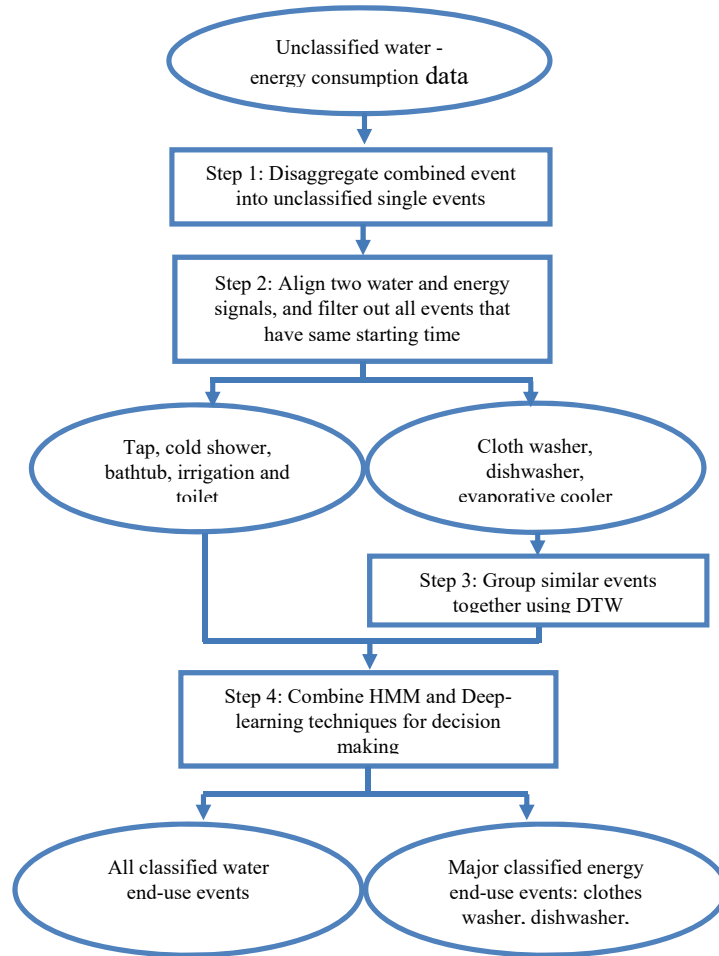 Unclassified water -
energy consumption data
Step 1: Disaggregate combined event
into unclassified single events
Step 2: Align two water and energy
signals, and filter out all events that
have same starting time
Tap, cold shower,
bathtub, irrigation and
toilet
Cloth washer,
dishwasher,
evaporative cooler
Step 3: Group similar events
together using DTW
Step 4: Combine HMM and Deep-
learning techniques for decision
making
All classified water
end-use events
Major classified energy
end-use events: clothes
washer, dishwasher,